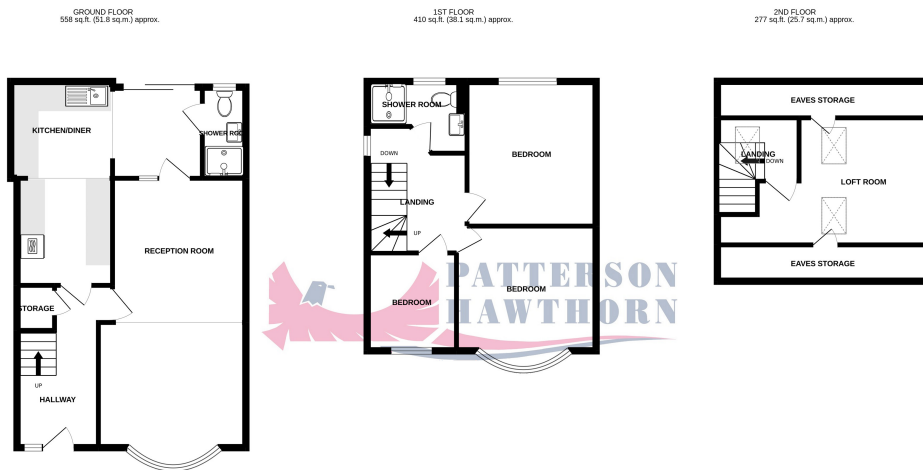 GROUND FLOOR
558 sq.ft. (51.8 sq.m.) approx.
1ST FLOOR
410 sq.ft. (38.1 sq.m.) approx.
2ND FLOOR
277 sq.ft. (25.7 sq.m.) approx.
KITCHEN/DINER
SHOWER ROO
RECEPTION ROOM
STORAGE
UP
HALLWAY
SHOWER ROOM
DOWN
BEDROOM
LANDING
UP
BEDROOM
BEDROOM
PATTERSON
HAWTHORN
EAVES STORAGE
LANDING
DOWN
LOFT ROOM
EAVES STORAGE